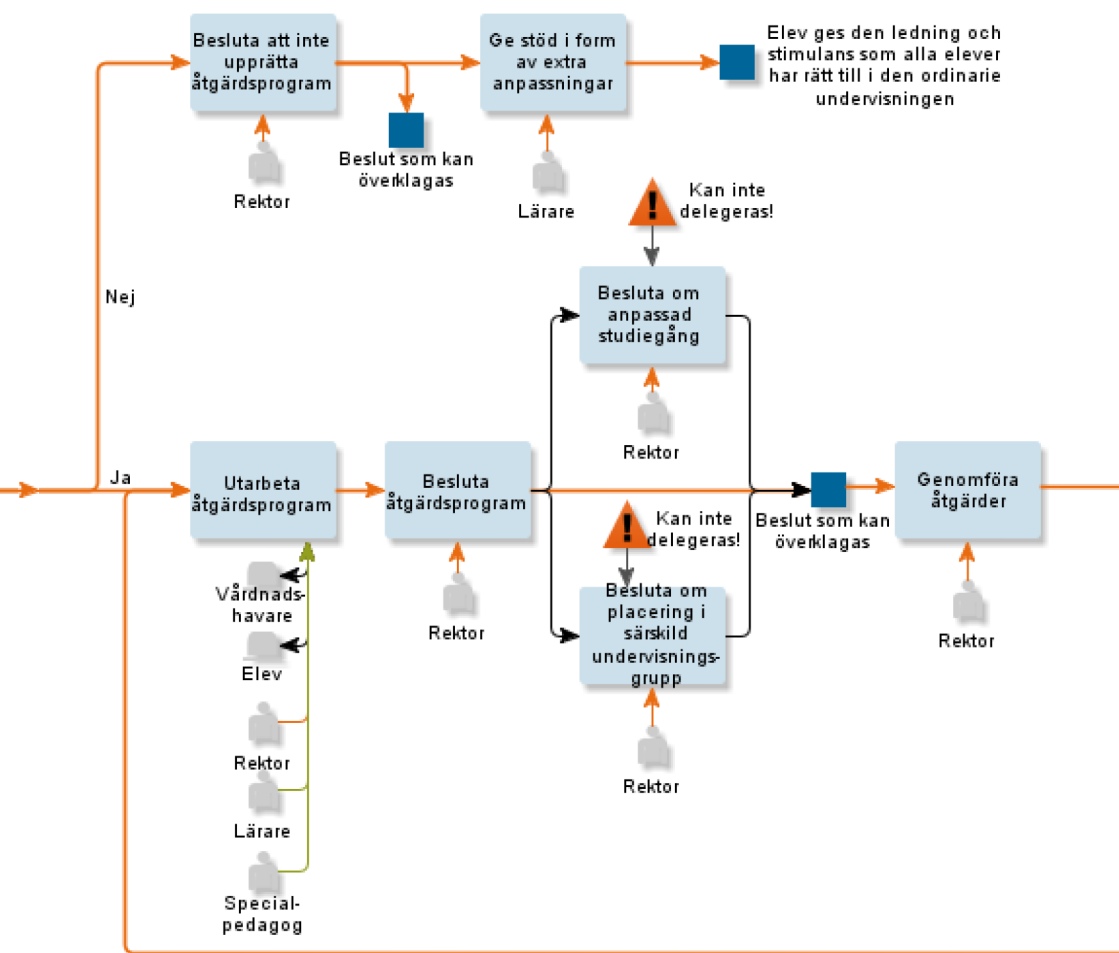 Besluta att inte
upprätta
åtgärdsprogram
Ge stöd i form
av extra
anpassningar
Elev ges den ledning och
stimulans som alla elever
har rätt till i den ordinarie
undervisningen
Beslut som kan
överklagas
Rektor
Lärare
Kan inte
delegeras!
Nej
Besluta om
anpassad
studiegång
Rektor
Ja
Utarbeta
åtgärdsprogram
Besluta
åtgärdsprogram
Kan inte
delegeras!
Beslut som kan
överklagas
Genomföra
åtgärder
Vårdnads-
havare
Elev
Rektor
Lärare
Special-
pedagog
Rektor
Besluta om
placering i
särskild
undervisnings-
grupp
Rektor
Rektor